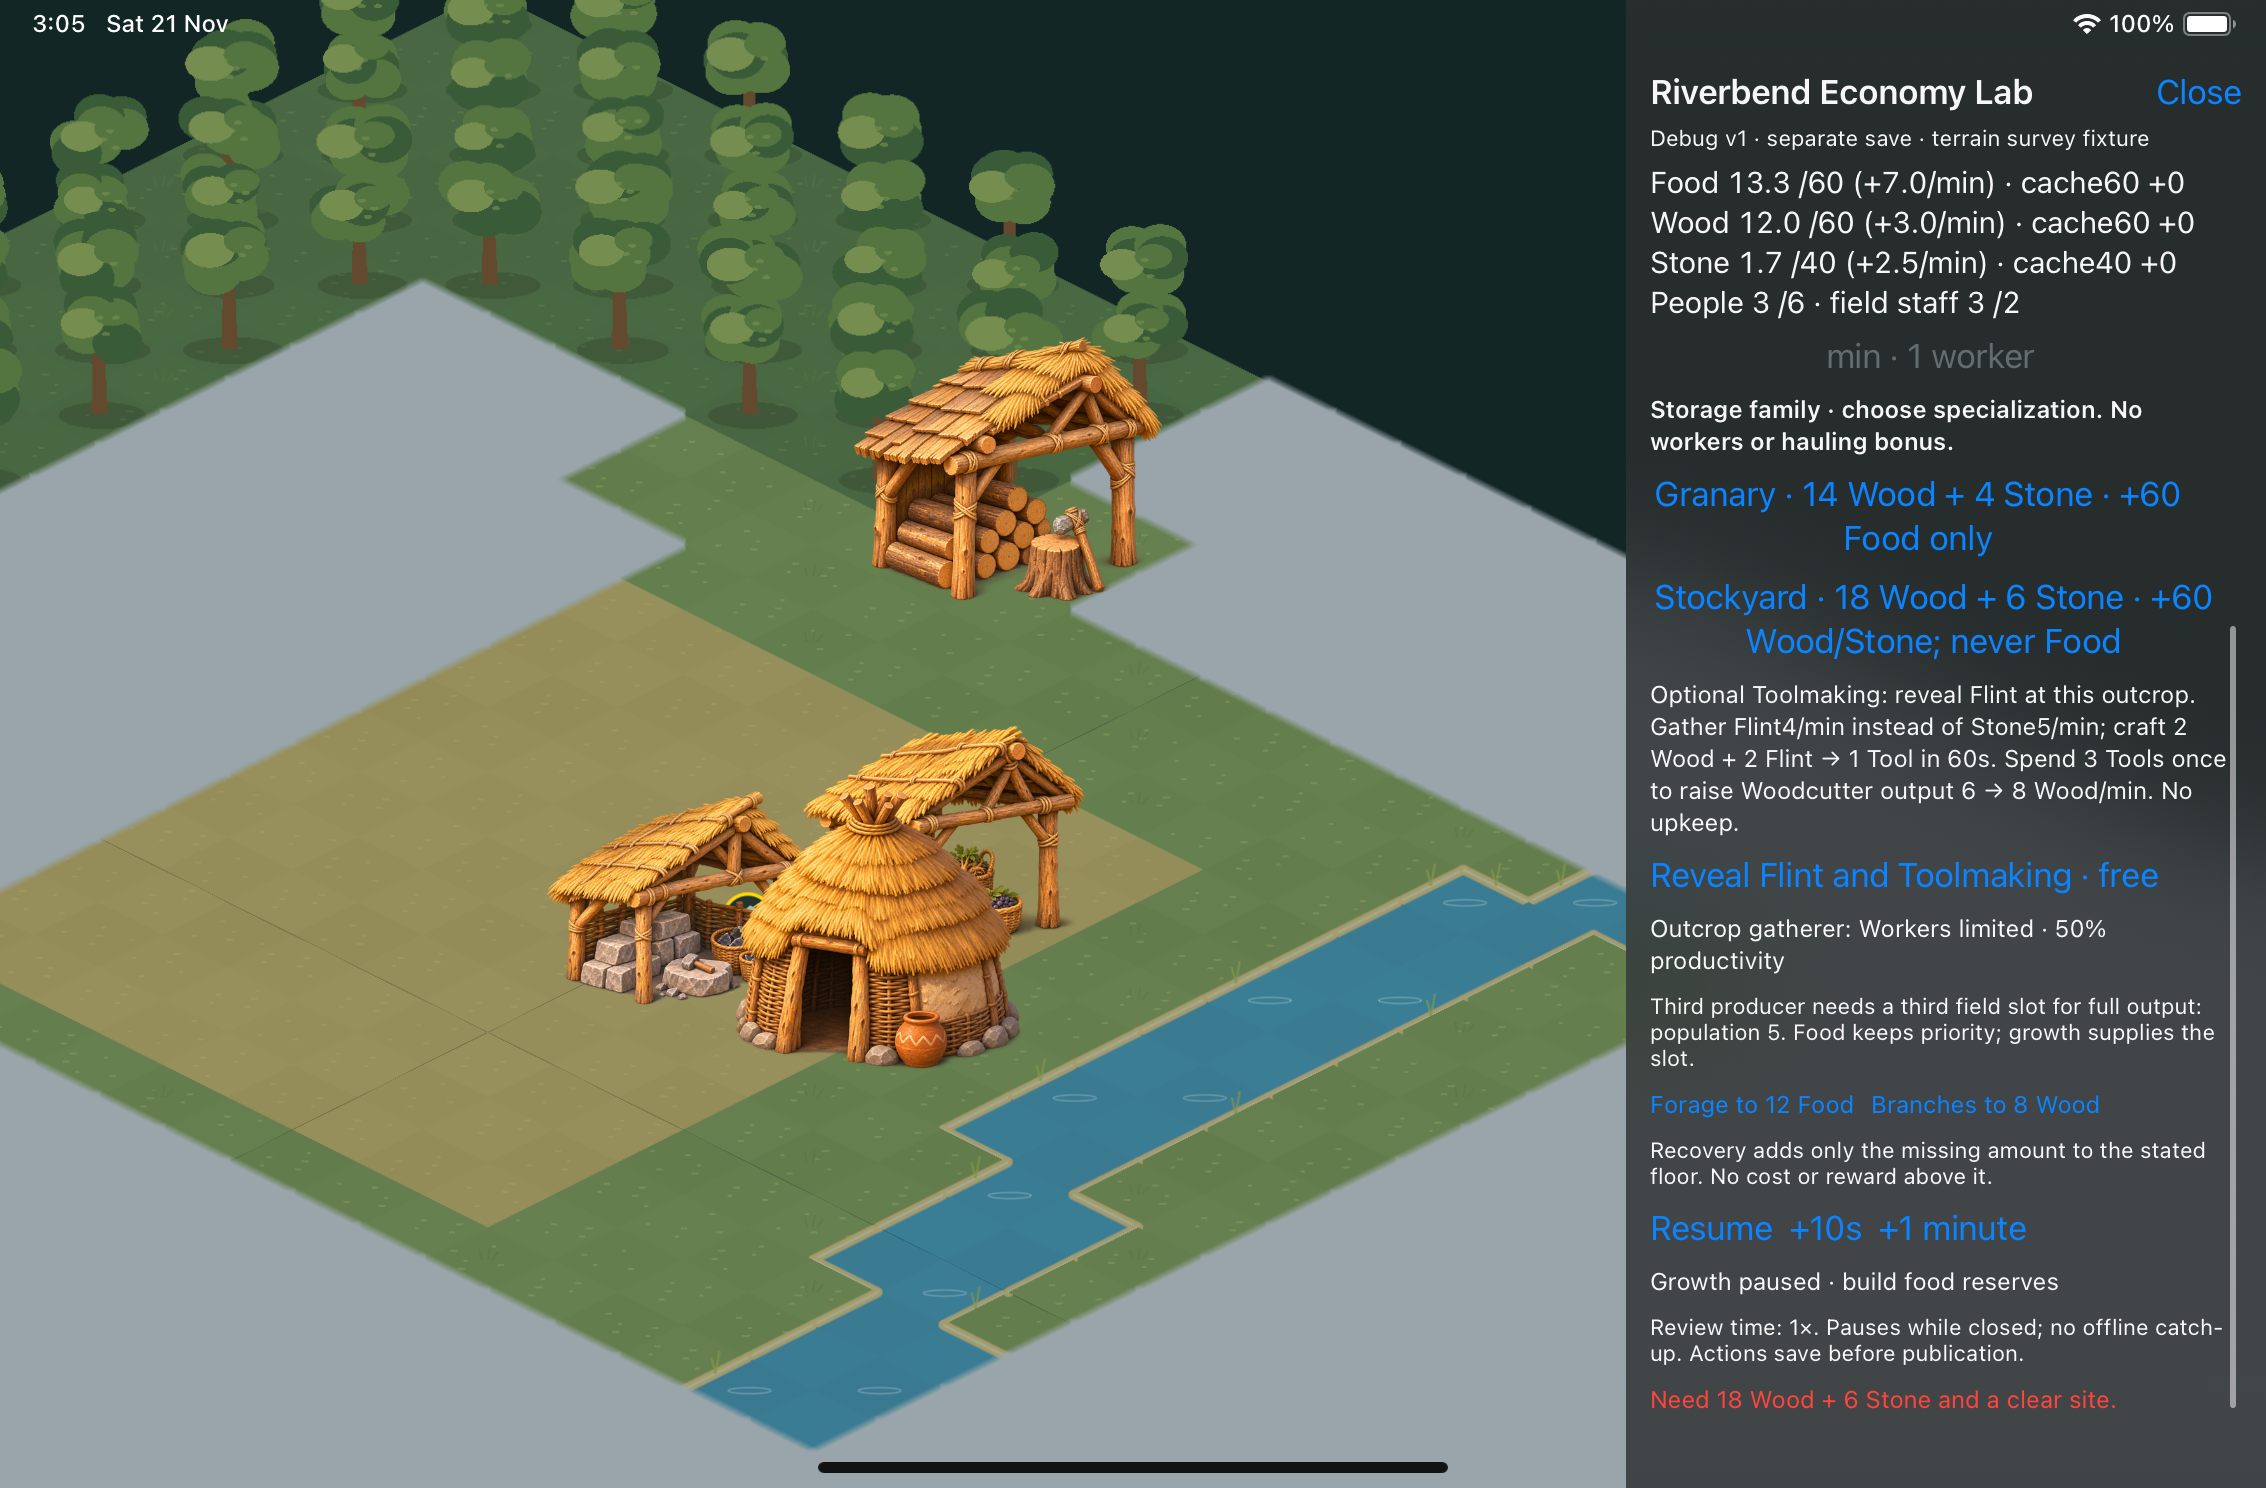 3:05 Sat 21 Nov
100%
Riverbend Economy Lab
Close
Debug v1 · separate save · terrain survey fixture
Food 13.3 /60 (+7.0/min) · cache60 +0
Wood 12.0 /60 (+3.0/min) · cache60 +0
Stone 1.7 /40 (+2.5/min) · cache40 +0
People 3 /6 · field staff 3 /2
min · 1 worker
Storage family · choose specialization. No
workers or hauling bonus.
Granary · 14 Wood + 4 Stone · +60
Food only
Stockyard · 18 Wood + 6 Stone · +60
Wood/Stone; never Food
Optional Toolmaking: reveal Flint at this outcrop.
Gather Flint4/min instead of Stone5/min; craft 2
Wood + 2 Flint → 1 Tool in 60s. Spend 3 Tools once
to raise Woodcutter output 6 → 8 Wood/min. No
upkeep.
Reveal Flint and Toolmaking · free
Outcrop gatherer: Workers limited · 50%
productivity
Third producer needs a third field slot for full output:
population 5. Food keeps priority; growth supplies the
slot.
Forage to 12 Food Branches to 8 Wood
Recovery adds only the missing amount to the stated
floor. No cost or reward above it.
Resume +10s +1 minute
Growth paused · build food reserves
Review time: 1×. Pauses while closed; no offline catch-
up. Actions save before publication.
Need 18 Wood + 6 Stone and a clear site.